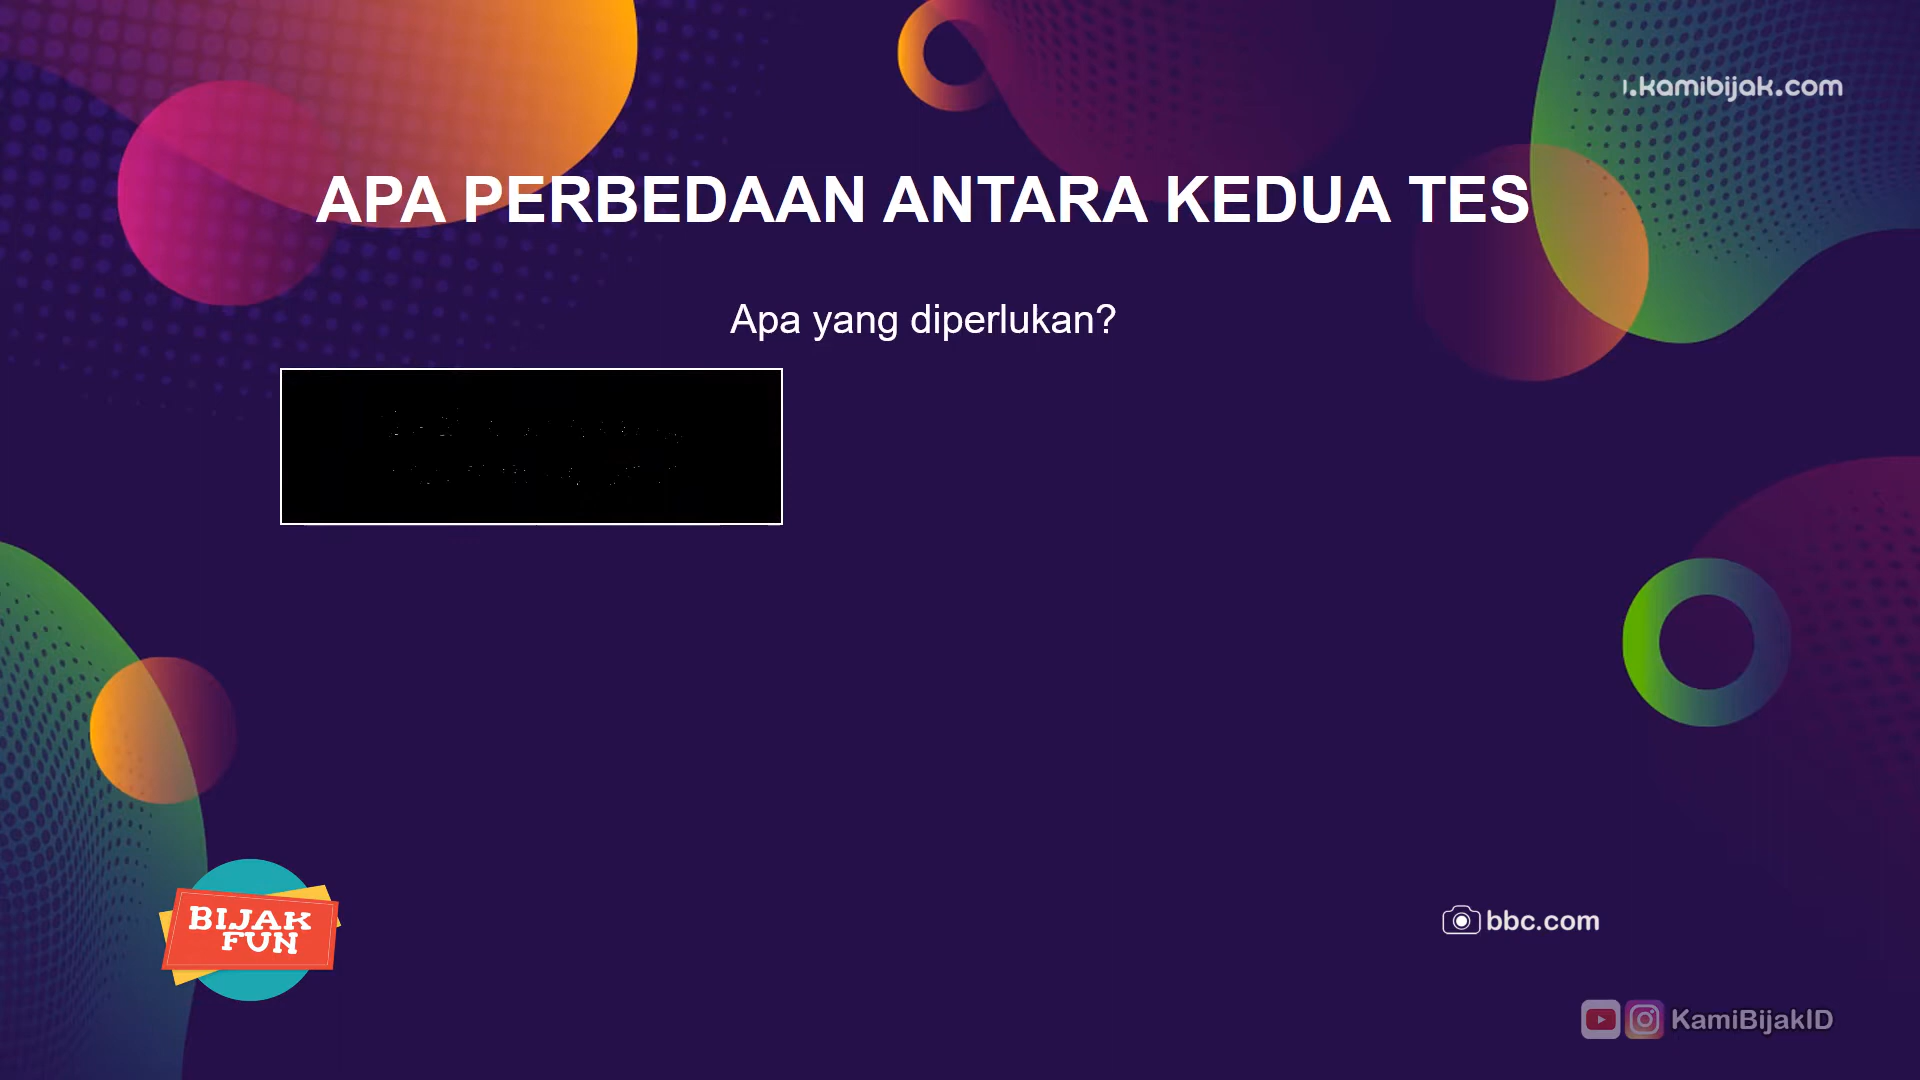 ı.kamibijak.com
APA PERBEDAAN ANTARA KEDUA TES
Apa yang diperlukan?
BIJAK
FUN
bbc.com
KamiBijakID